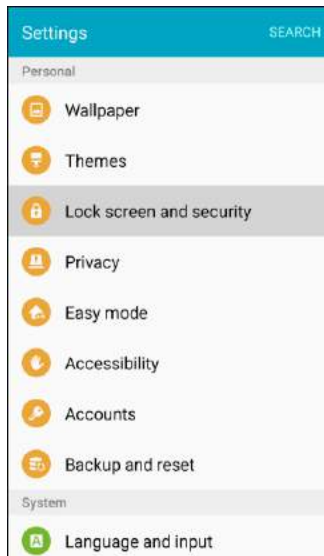 Settings SEARCH
Personal
Wallpaper
Themes
Lock screen and security
Privacy
Easy mode
Accessibility
Accounts
Backup and reset
System
A Language and input